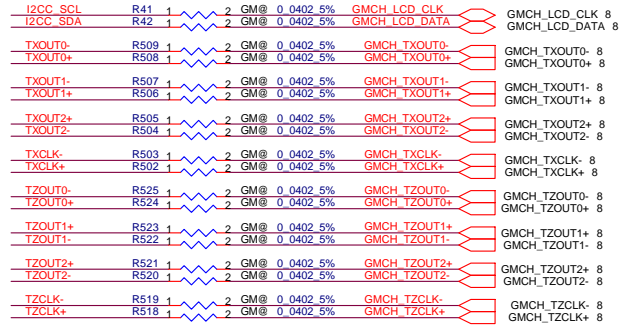 I2CC_SCL R41 1 2 GM@ 0_0402_5% GMCH_LCD_CLK GMCH_LCD_CLK 8
I2CC_SDA R42 1 2 GM@ 0_0402_5% GMCH_LCD_DATA GMCH_LCD_DATA 8
TXOUT0- R509 1 2 GM@ 0_0402_5% GMCH_TXOUT0- GMCH_TXOUT0- 8
TXOUT0+ R508 1 2 GM@ 0_0402_5% GMCH_TXOUT0+ GMCH_TXOUT0+ 8
TXOUT1- R507 1 2 GM@ 0_0402_5% GMCH_TXOUT1- GMCH_TXOUT1- 8
TXOUT1+ R506 1 2 GM@ 0_0402_5% GMCH_TXOUT1+ GMCH_TXOUT1+ 8
TXOUT2+ R505 1 2 GM@ 0_0402_5% GMCH_TXOUT2+ GMCH_TXOUT2+ 8
TXOUT2- R504 1 2 GM@ 0_0402_5% GMCH_TXOUT2- GMCH_TXOUT2- 8
TXCLK- R503 1 2 GM@ 0_0402_5% GMCH_TXCLK- GMCH_TXCLK- 8
TXCLK+ R502 1 2 GM@ 0_0402_5% GMCH_TXCLK+ GMCH_TXCLK+ 8
TZOUT0- R525 1 2 GM@ 0_0402_5% GMCH_TZOUT0- GMCH_TZOUT0- 8
TZOUT0+ R524 1 2 GM@ 0_0402_5% GMCH_TZOUT0+ GMCH_TZOUT0+ 8
TZOUT1+ R523 1 2 GM@ 0_0402_5% GMCH_TZOUT1+ GMCH_TZOUT1+ 8
TZOUT1- R522 1 2 GM@ 0_0402_5% GMCH_TZOUT1- GMCH_TZOUT1- 8
TZOUT2+ R521 1 2 GM@ 0_0402_5% GMCH_TZOUT2+ GMCH_TZOUT2+ 8
TZOUT2- R520 1 2 GM@ 0_0402_5% GMCH_TZOUT2- GMCH_TZOUT2- 8
TZCLK- R519 1 2 GM@ 0_0402_5% GMCH_TZCLK- GMCH_TZCLK- 8
TZCLK+ R518 1 2 GM@ 0_0402_5% GMCH_TZCLK+ GMCH_TZCLK+ 8